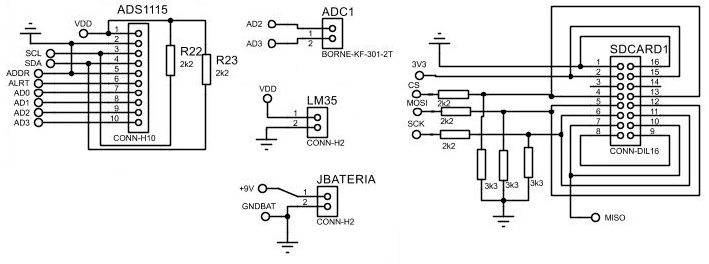 ADS1115
VDD
SCL
SDA
ADDR
ALRT
AD0
AD1
AD2
AD3
1
2
3
4
5
6
7
8
9
10
CONN-H10
R22
2k2
R23
2k2
ADC1
AD2
AD3
2
1
BORNE-KF-301-2T
VDD
LM35
1
2
CONN-H2
JBATERIA
+9V
GNDBAT
1
2
CONN-H2
SDCARD1
3V3
CS
MOSI
SCK
2k2
2k2
2k2
1
2
3
4
5
6
7
8
16
15
14
13
12
11
10
9
CONN-DIL16
3k3
3k3
3k3
MISO